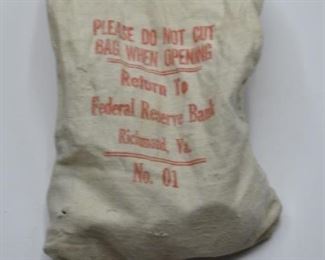 PLEASE DO NOT CUT
BAG WHEN OPENING
Return To
Federal Reserve Bank
Richmond, Va.
No. 01